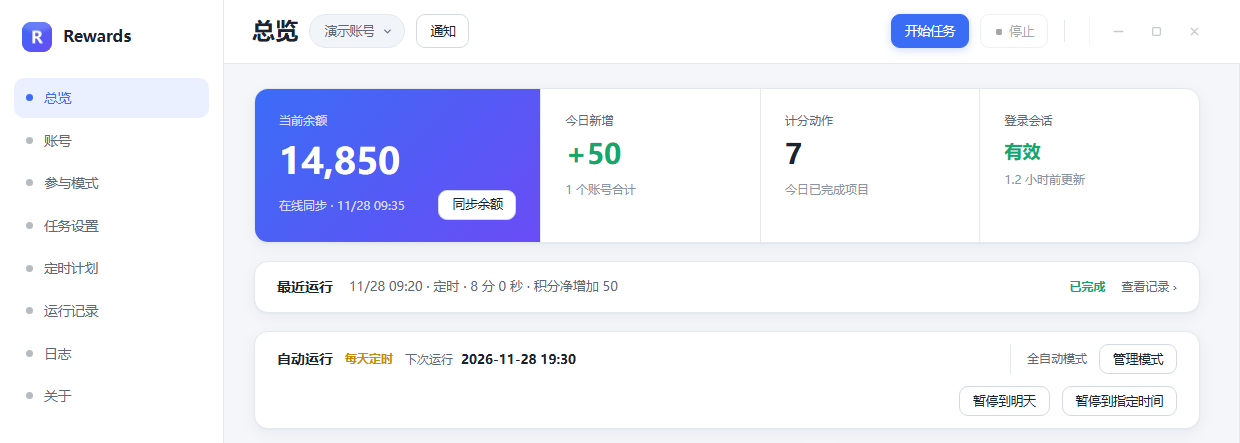 R Rewards
总览
账号
参与模式
任务设置
定时计划
运行记录
日志
关于
总览 演示账号 通知 开始任务 停止
当前余额
14,850
在线同步 · 11/28 09:35 同步余额
今日新增
+50
1 个账号合计
计分动作
7
今日已完成项目
登录会话
有效
1.2 小时前更新
最近运行 11/28 09:20 · 定时 · 8 分 0 秒 · 积分净增加 50 已完成 查看记录 ›
自动运行 每天定时 下次运行 2026-11-28 19:30 全自动模式 管理模式
暂停到明天 暂停到指定时间